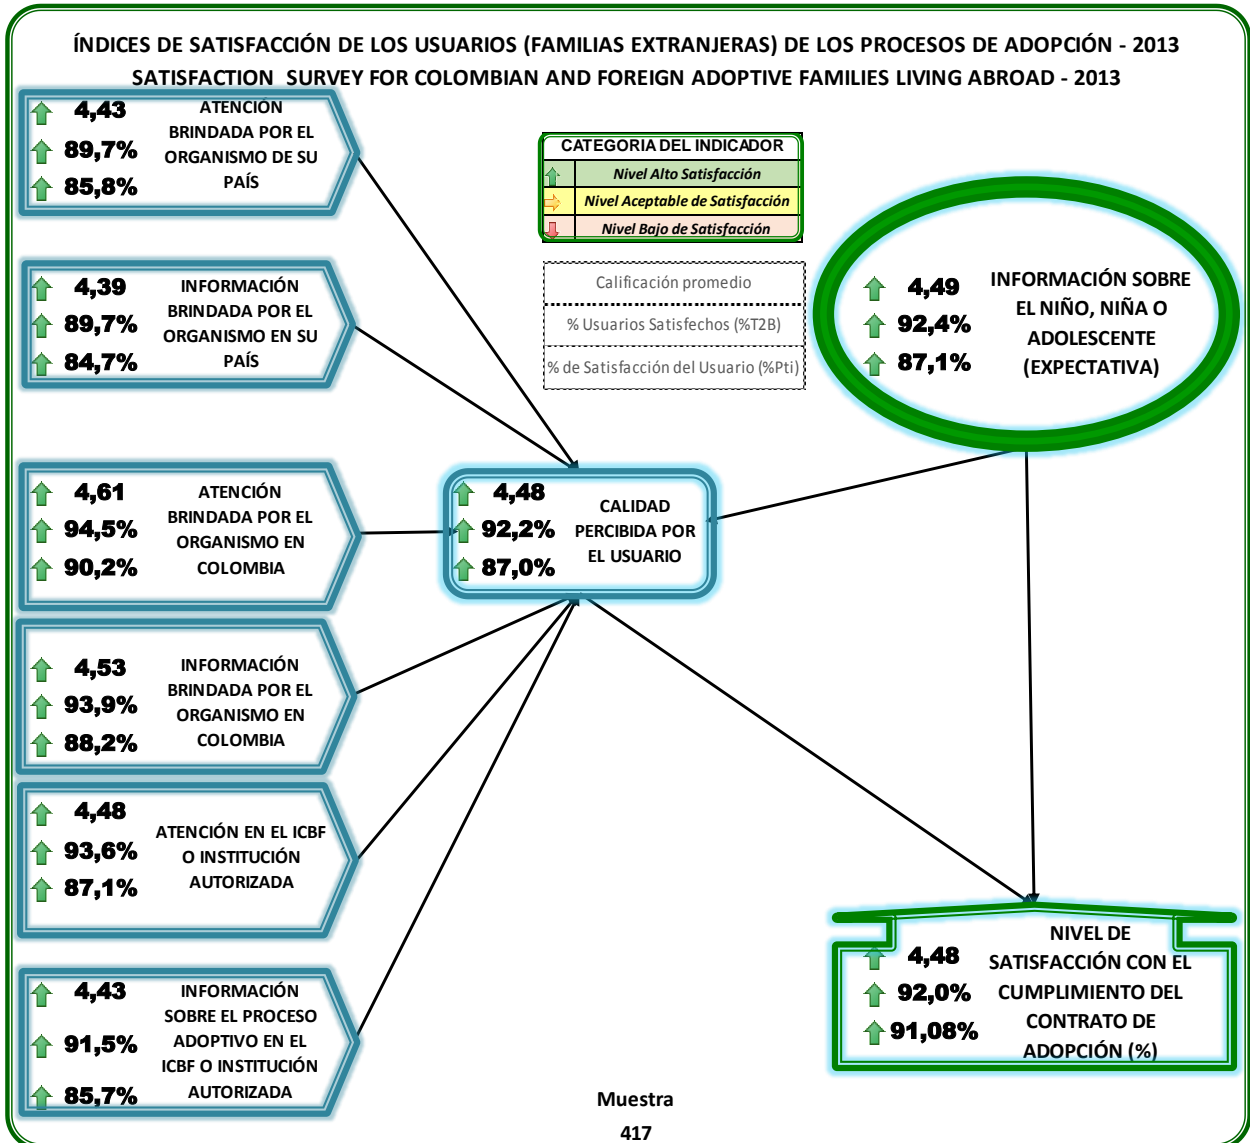 ÍNDICES DE SATISFACCIÓN DE LOS USUARIOS (FAMILIAS EXTRANJERAS) DE LOS PROCESOS DE ADOPCIÓN - 2013
SATISFACTION SURVEY FOR COLOMBIAN AND FOREIGN ADOPTIVE FAMILIES LIVING ABROAD - 2013
4,43
89,7%
85,8%
ATENCIÓN
BRINDADA POR EL
ORGANISMO DE SU
PAÍS
CATEGORIA DEL INDICADOR
Nivel Alto Satisfacción
Nivel Aceptable de Satisfacción
Nivel Bajo de Satisfacción
Calificación promedio
% Usuarios Satisfechos (%T2B)
% de Satisfacción del Usuario (%Pti)
4,49
92,4%
87,1%
INFORMACIÓN SOBRE
EL NIÑO, NIÑA O
ADOLESCENTE
(EXPECTATIVA)
4,39
89,7%
84,7%
INFORMACIÓN
BRINDADA POR EL
ORGANISMO EN SU
PAÍS
4,61
94,5%
90,2%
ATENCIÓN
BRINDADA POR EL
ORGANISMO EN
COLOMBIA
4,48
92,2%
87,0%
CALIDAD
PERCIBIDA POR
EL USUARIO
4,53
93,9%
88,2%
INFORMACIÓN
BRINDADA POR EL
ORGANISMO EN
COLOMBIA
4,48
93,6%
87,1%
ATENCIÓN EN EL ICBF
O INSTITUCIÓN
AUTORIZADA
4,43
91,5%
85,7%
INFORMACIÓN
SOBRE EL PROCESO
ADOPTIVO EN EL
ICBF O INSTITUCIÓN
AUTORIZADA
4,48
92,0%
91,08%
NIVEL DE
SATISFACCIÓN CON EL
CUMPLIMIENTO DEL
CONTRATO DE
ADOPCIÓN (%)
Muestra
417